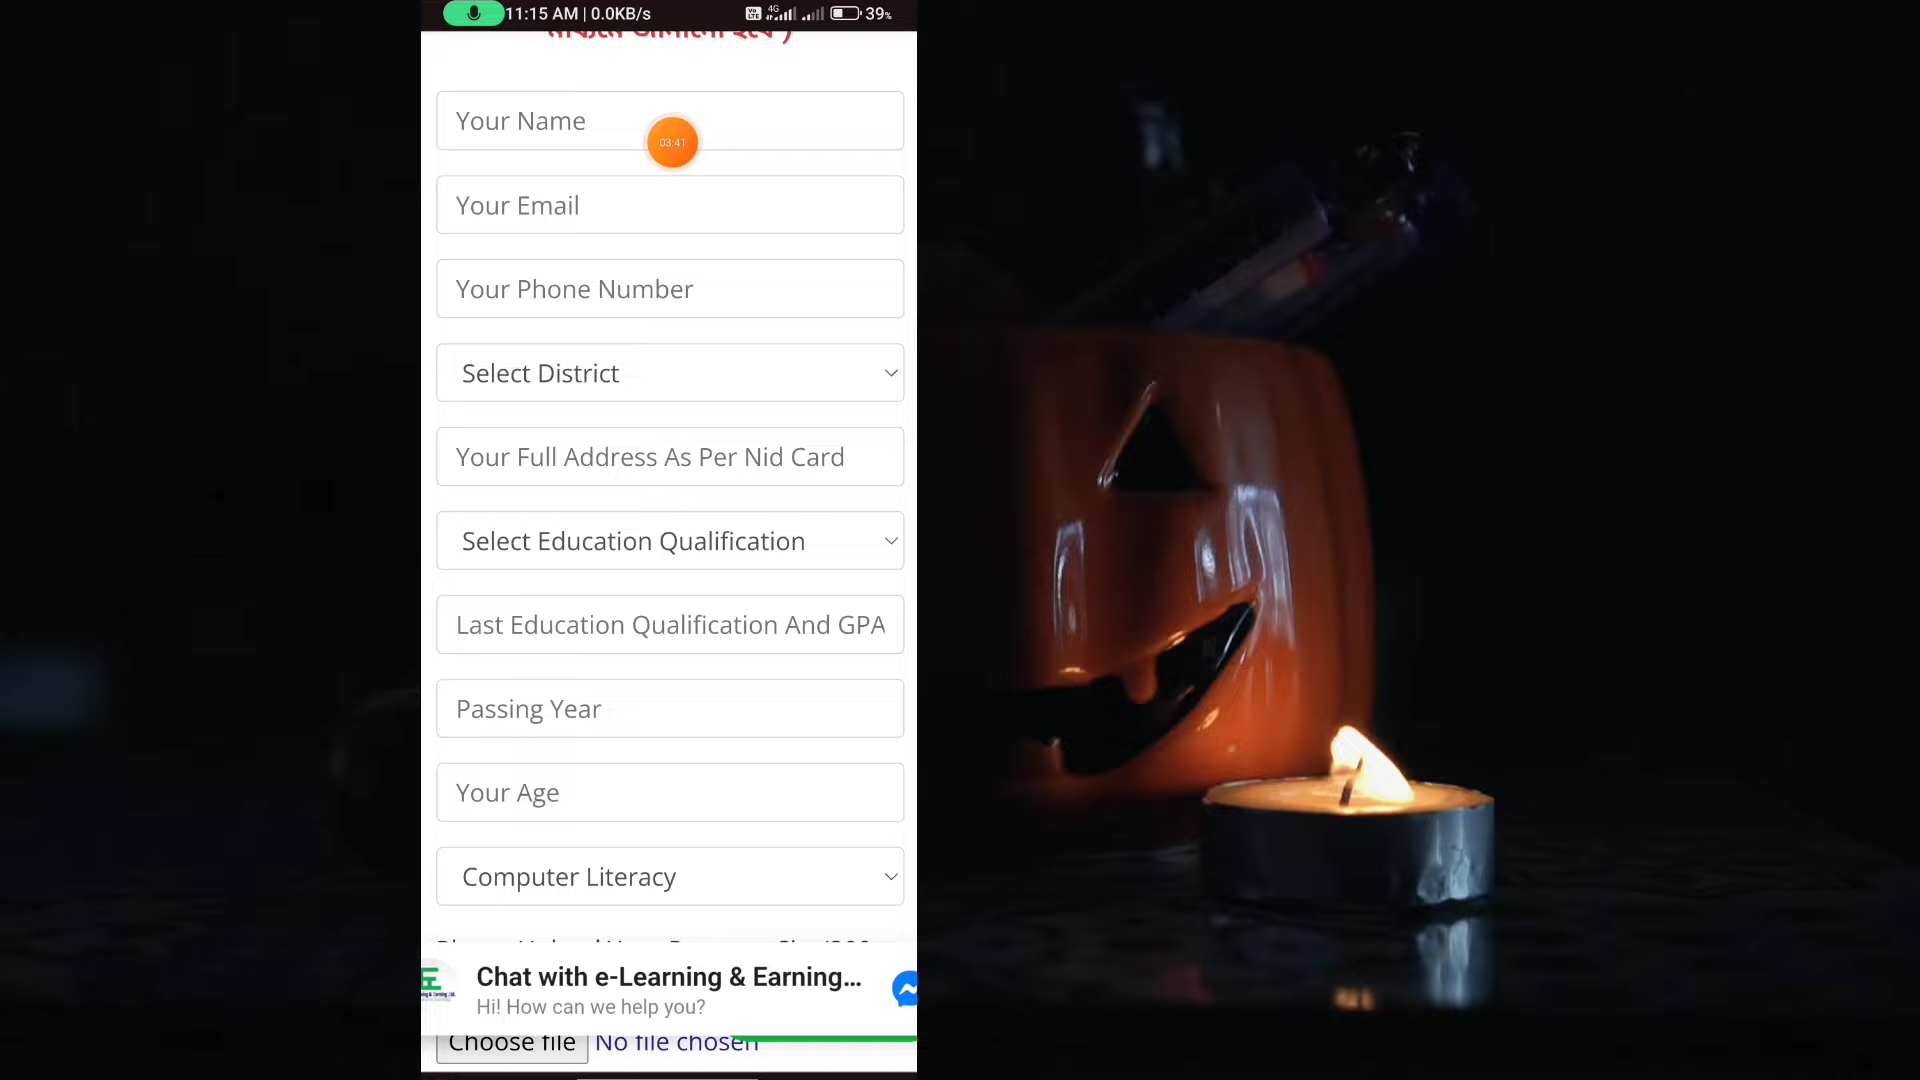 11:15 AM | 0.0KB/s
4G
39%
Your Name
03:41
Your Email
Your Phone Number
Select District
Your Full Address As Per Nid Card
Select Education Qualification
Last Education Qualification And GPA
Passing Year
Your Age
Computer Literacy
Chat with e-Learning & Earning...
Hi! How can we help you?
Choose file No file chosen